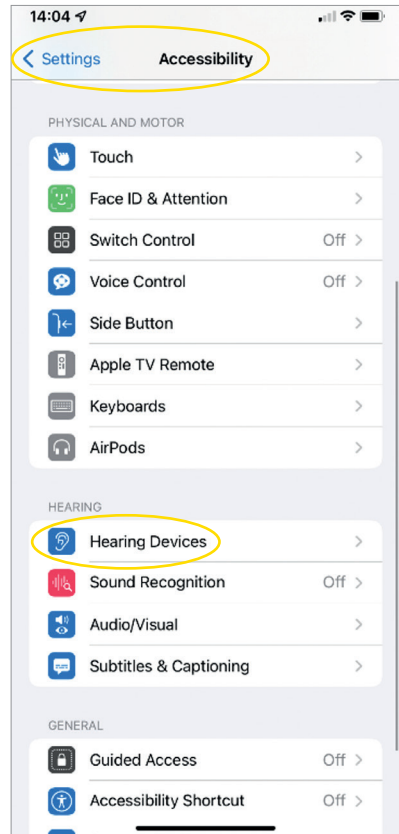 14:04
Settings Accessibility
PHYSICAL AND MOTOR
Touch
Face ID & Attention
Switch Control Off
Voice Control Off
Side Button
Apple TV Remote
Keyboards
AirPods
HEARING
Hearing Devices
Sound Recognition Off
Audio/Visual
Subtitles & Captioning
GENERAL
Guided Access Off
Accessibility Shortcut Off